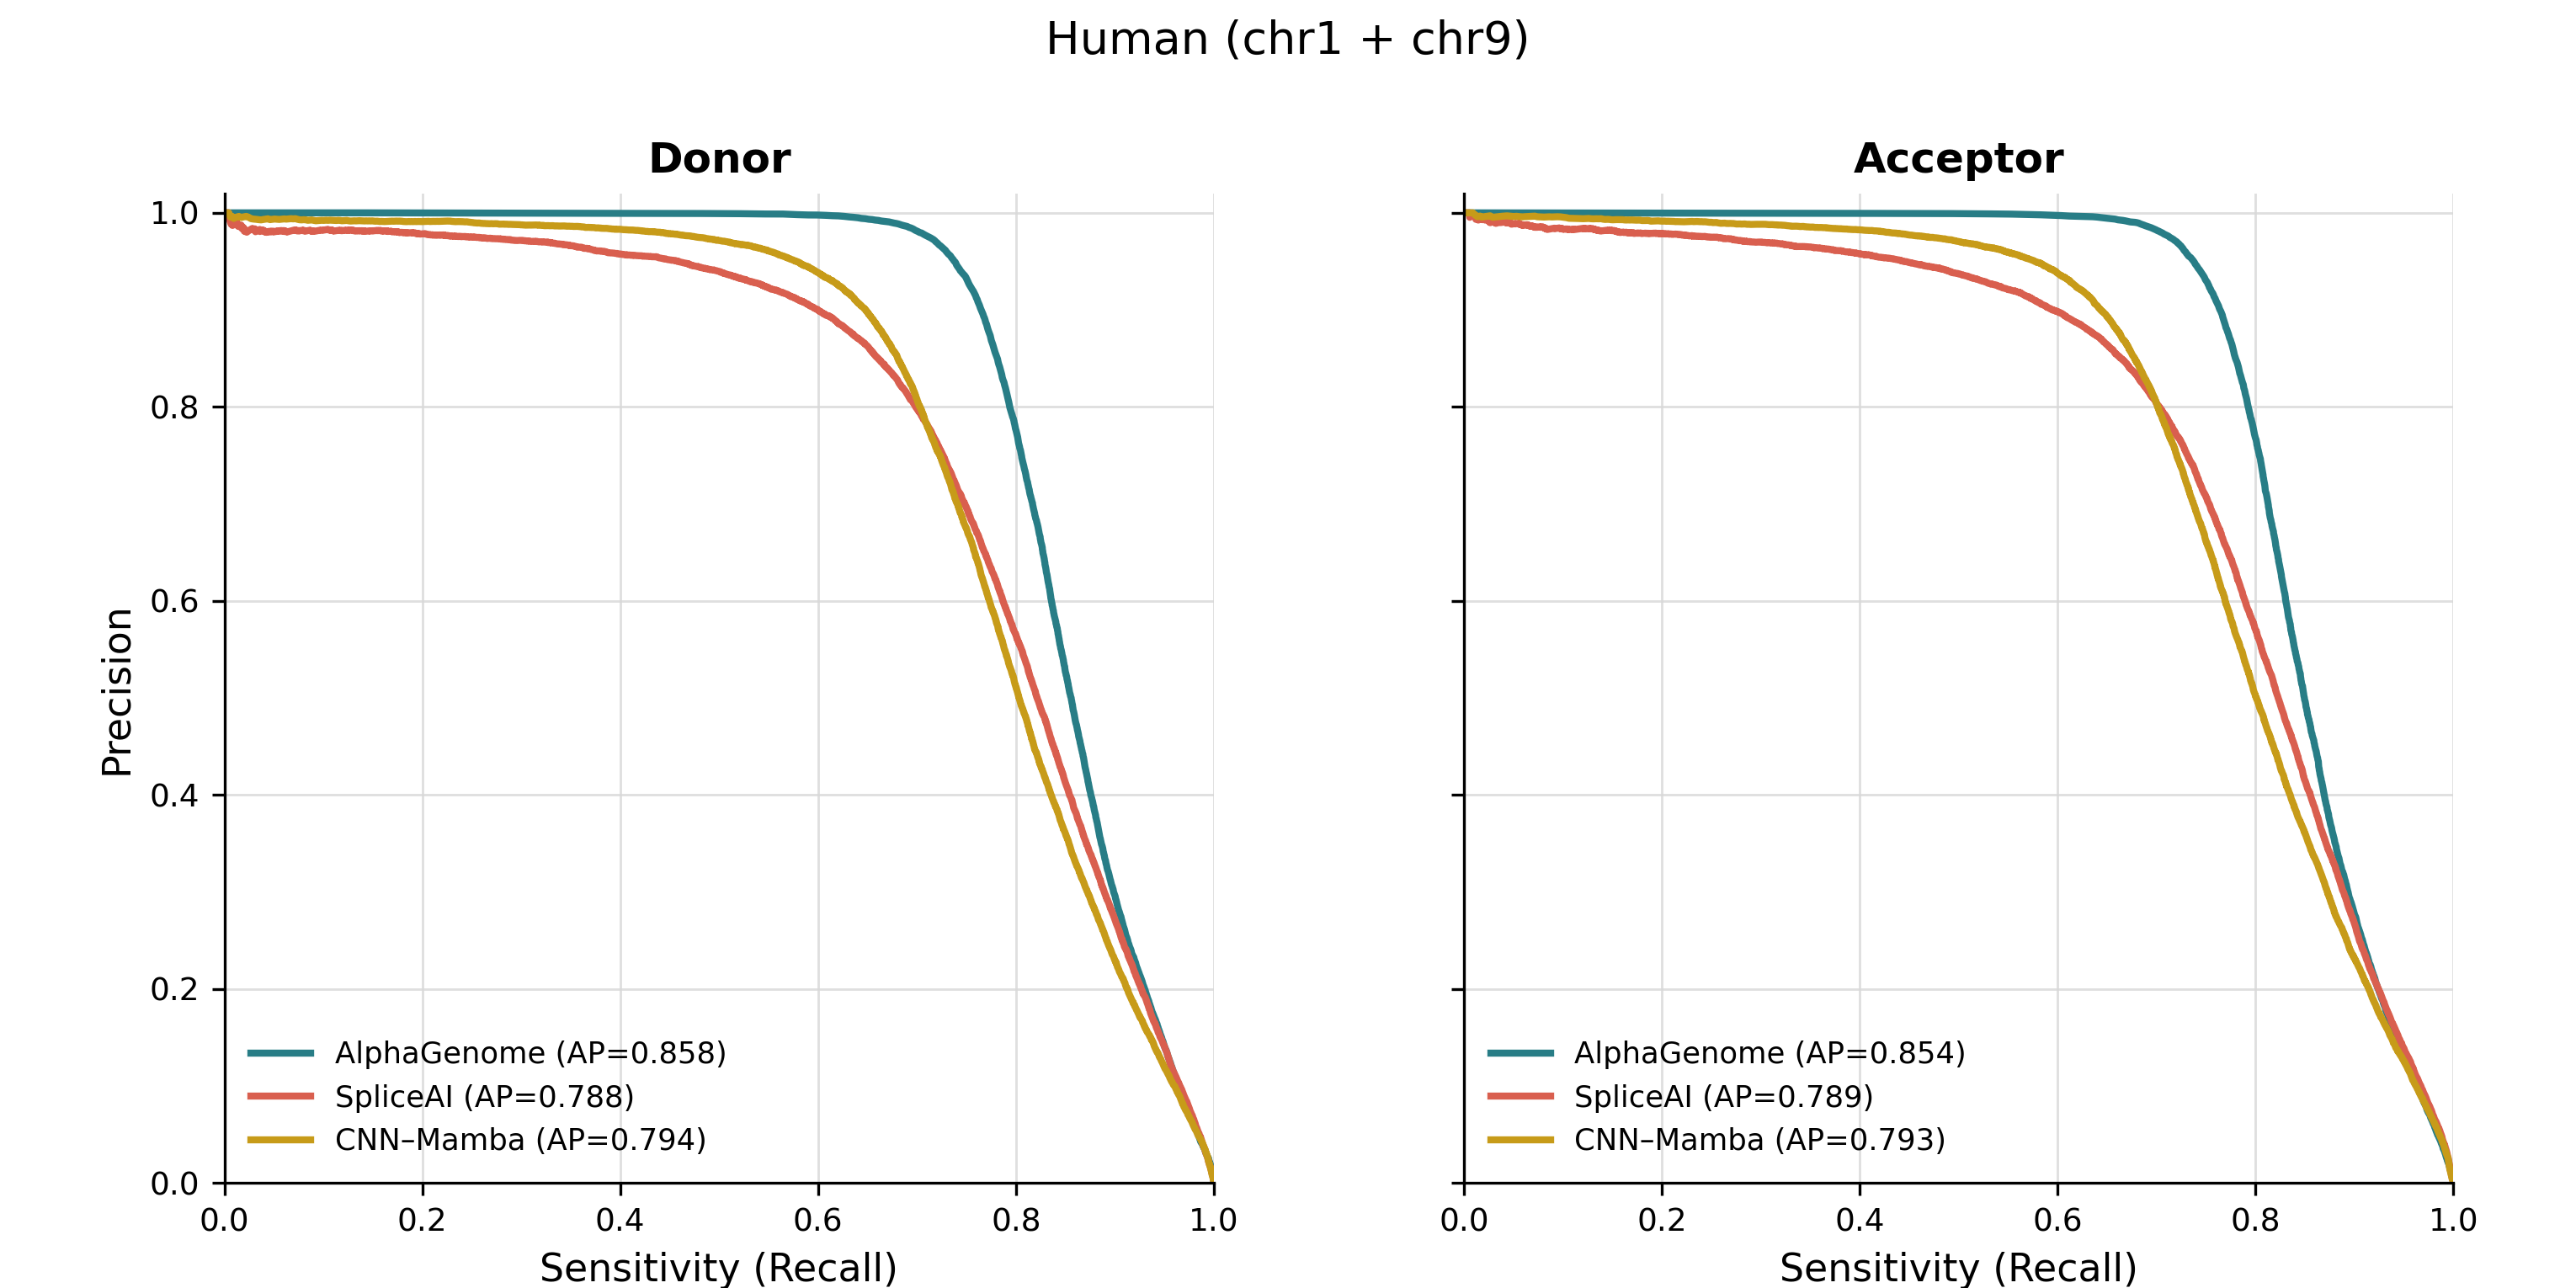 Human (chr1 + chr9)
Donor
Precision
1.0
0.8
0.6
0.4
0.2
0.0
AlphaGenome (AP=0.858)
SpliceAI (AP=0.788)
CNN–Mamba (AP=0.794)
0.0 0.2 0.4 0.6 0.8 1.0
Sensitivity (Recall)
Acceptor
AlphaGenome (AP=0.854)
SpliceAI (AP=0.789)
CNN–Mamba (AP=0.793)
0.0 0.2 0.4 0.6 0.8 1.0
Sensitivity (Recall)